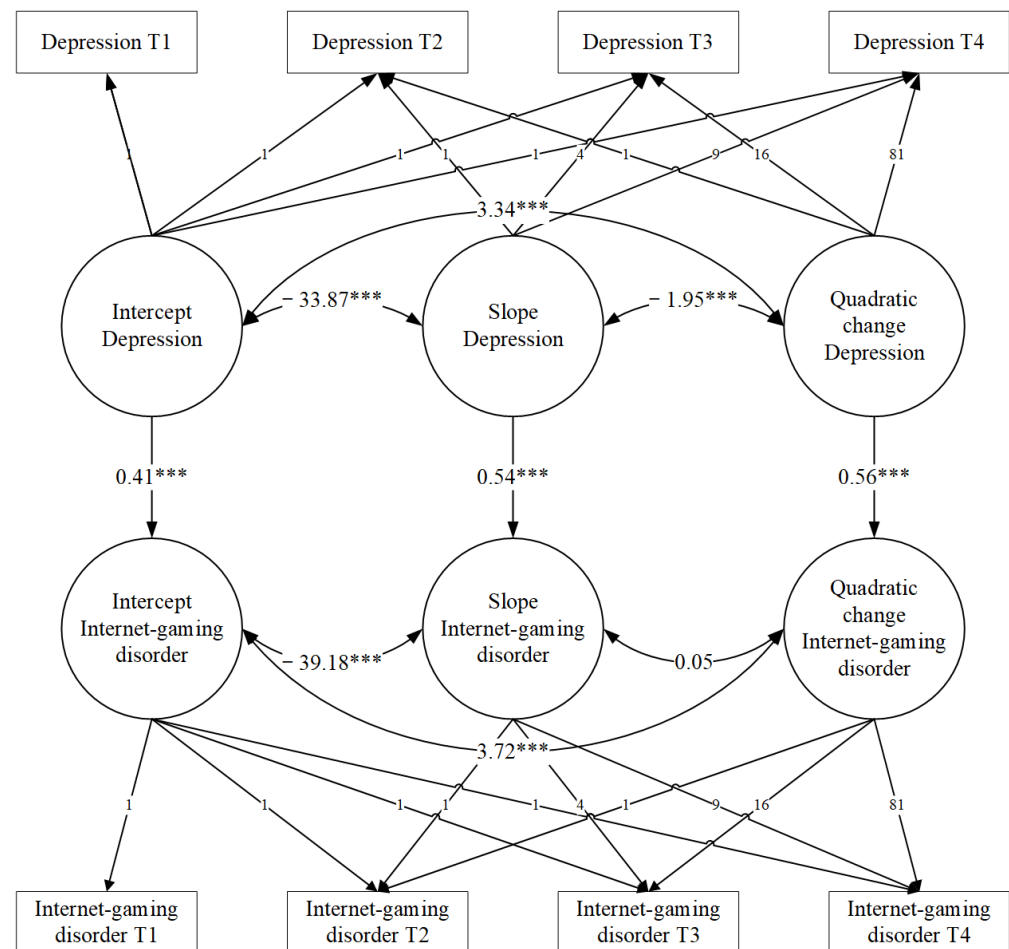 Depression T1
Depression T2
Depression T3
Depression T4
1
1
1
1
1
4
9
1
16
81
3.34***
Intercept
Depression
− 33.87***
Slope
Depression
− 1.95***
Quadratic
change
Depression
0.41***
0.54***
0.56***
Intercept
Internet-gaming
disorder
− 39.18***
Slope
Internet-gaming
disorder
0.05
Quadratic
change
Internet-gaming
disorder
3.72***
1
1
1
1
1
4
9
1
16
81
Internet-gaming
disorder T1
Internet-gaming
disorder T2
Internet-gaming
disorder T3
Internet-gaming
disorder T4